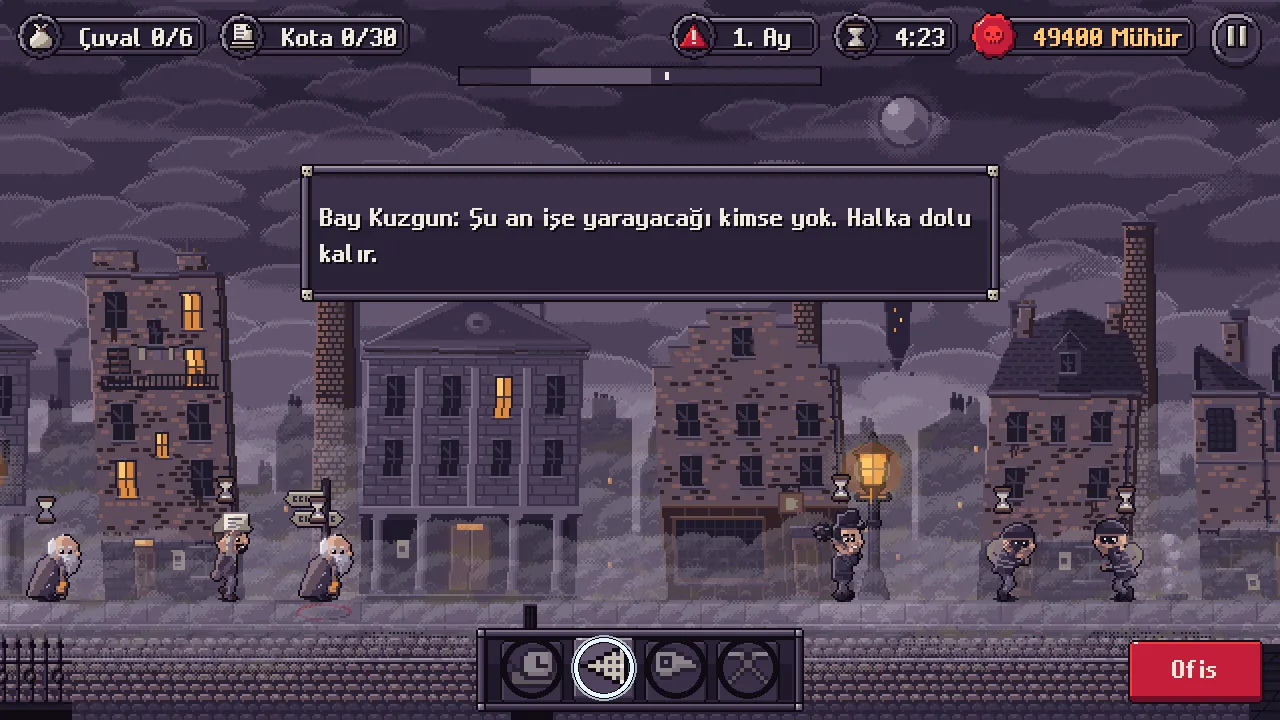 Çuval 0/6
Kota 0/30
1. Ay
4:23
49400 Mühür
Bay Kuzgun: Şu an işe yarayacağı kimse yok. Halka dolu
kalır.
Ofis